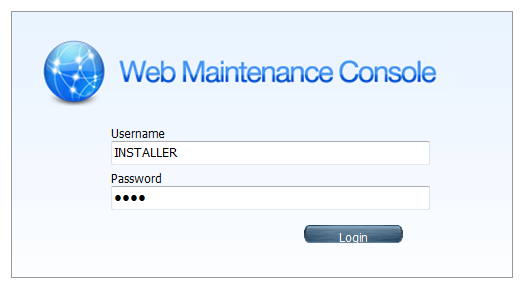 Web Maintenance Console
Username
INSTALLER
Password
••••
Login